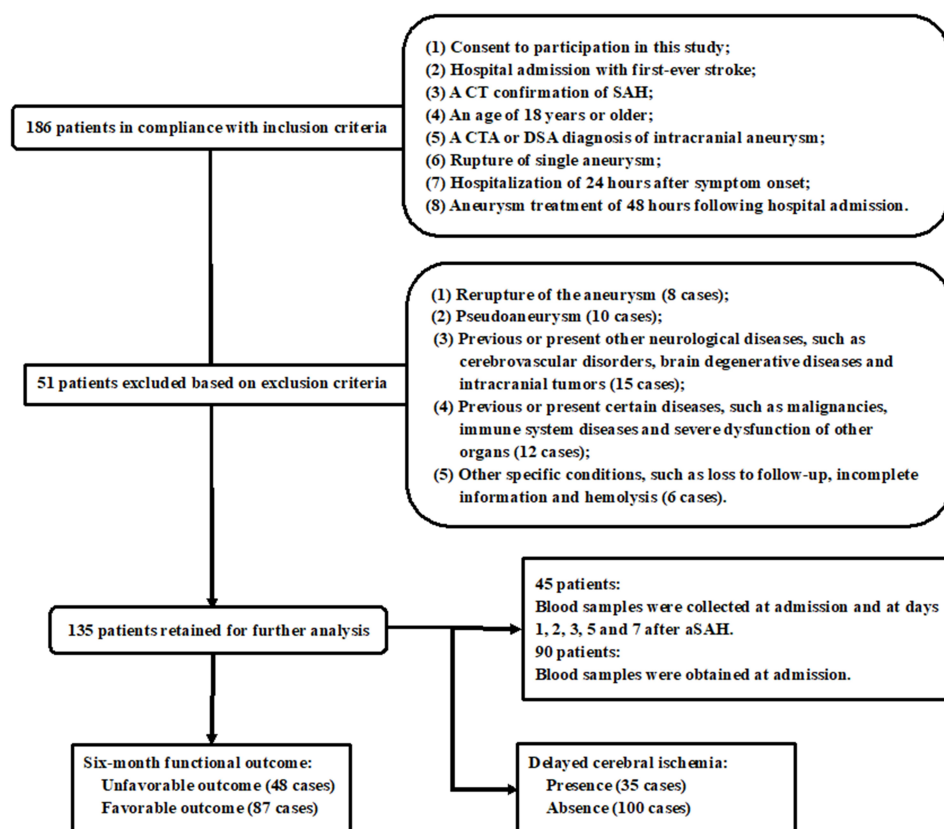 (1) Consent to participation in this study;
(2) Hospital admission with first-ever stroke;
(3) A CT confirmation of SAH;
(4) An age of 18 years or older;
(5) A CTA or DSA diagnosis of intracranial aneurysm;
(6) Rupture of single aneurysm;
(7) Hospitalization of 24 hours after symptom onset;
(8) Aneurysm treatment of 48 hours following hospital admission.
186 patients in compliance with inclusion criteria
(1) Rerupture of the aneurysm (8 cases);
(2) Pseudoaneurysm (10 cases);
(3) Previous or present other neurological diseases, such as
cerebrovascular disorders, brain degenerative diseases and
intracranial tumors (15 cases);
(4) Previous or present certain diseases, such as malignancies,
immune system diseases and severe dysfunction of other
organs (12 cases);
(5) Other specific conditions, such as loss to follow-up, incomplete
information and hemolysis (6 cases).
51 patients excluded based on exclusion criteria
135 patients retained for further analysis
45 patients:
Blood samples were collected at admission and at days
1, 2, 3, 5 and 7 after aSAH.
90 patients:
Blood samples were obtained at admission.
Six-month functional outcome:
Unfavorable outcome (48 cases)
Favorable outcome (87 cases)
Delayed cerebral ischemia:
Presence (35 cases)
Absence (100 cases)